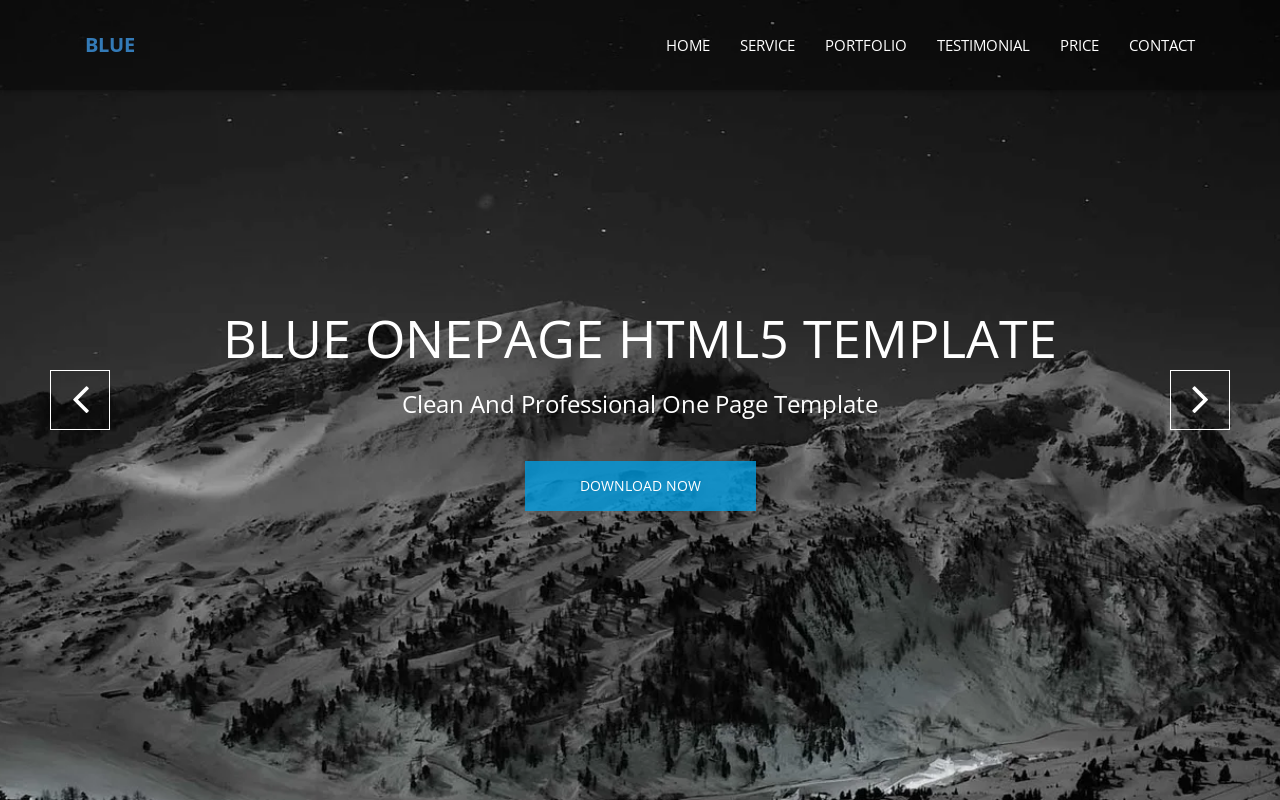 BLUE
HOME SERVICE PORTFOLIO TESTIMONIAL PRICE CONTACT
BLUE ONEPAGE HTML5 TEMPLATE
Clean And Professional One Page Template
DOWNLOAD NOW